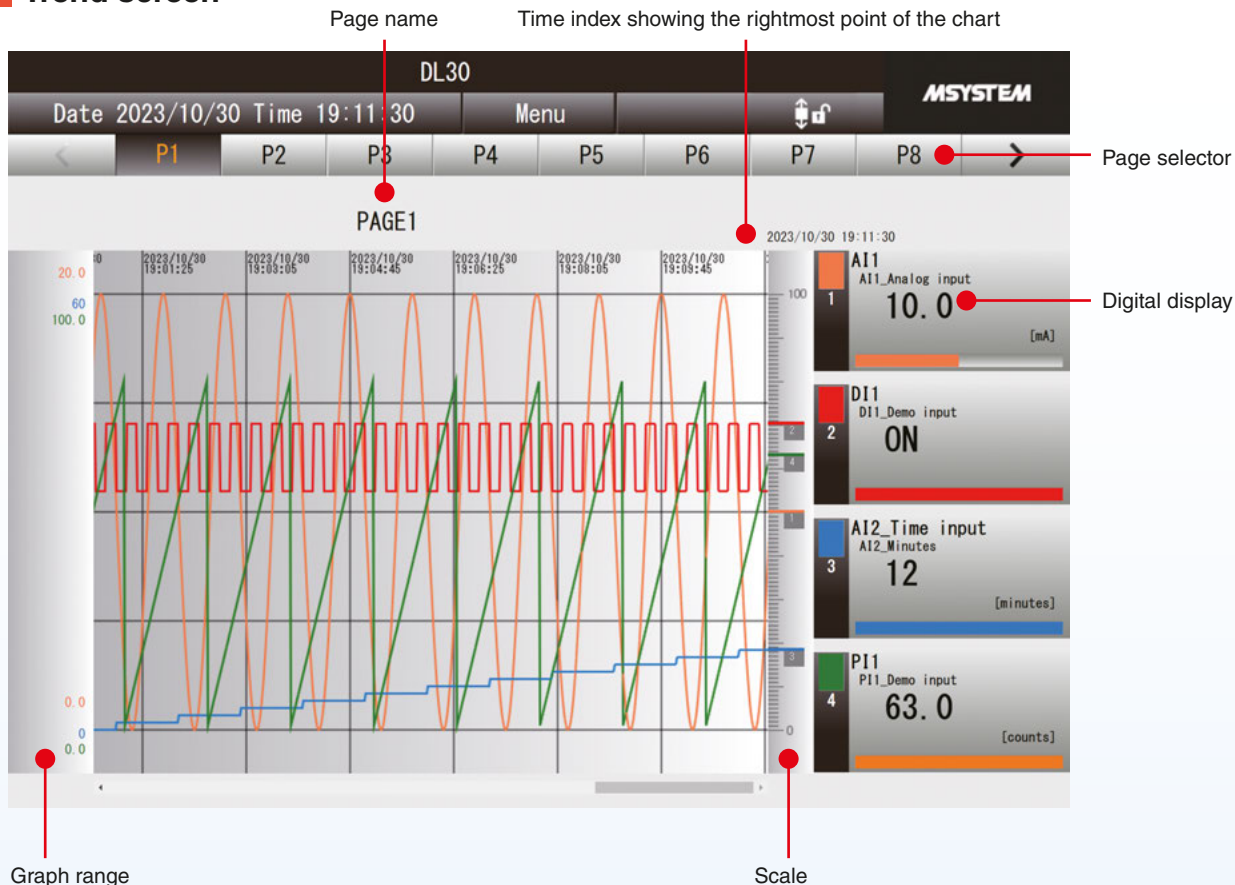 Trend screen
Page name
Time index showing the rightmost point of the chart
DL30
MSYSTEM
Date 2023/10/30 Time 19:11:30
Menu
P1 P2 P3 P4 P5 P6 P7 P8
Page selector
PAGE1
2023/10/30 19:11:30
2023/10/30 2023/10/30 2023/10/30 2023/10/30 2023/10/30 2023/10/30
19:01:25 19:03:05 19:04:45 19:06:25 19:08:05 19:09:45
20.0
60
100.0
0.0
0
0.0
100
2
4
1
3
0
1
AI1
AI1_Analog input
10.0
[mA]
Digital display
2
DI1
DI1_Demo input
ON
3
AI2_Time input
AI2_Minutes
12
[minutes]
4
PI1
PI1_Demo input
63.0
[counts]
Graph range
Scale